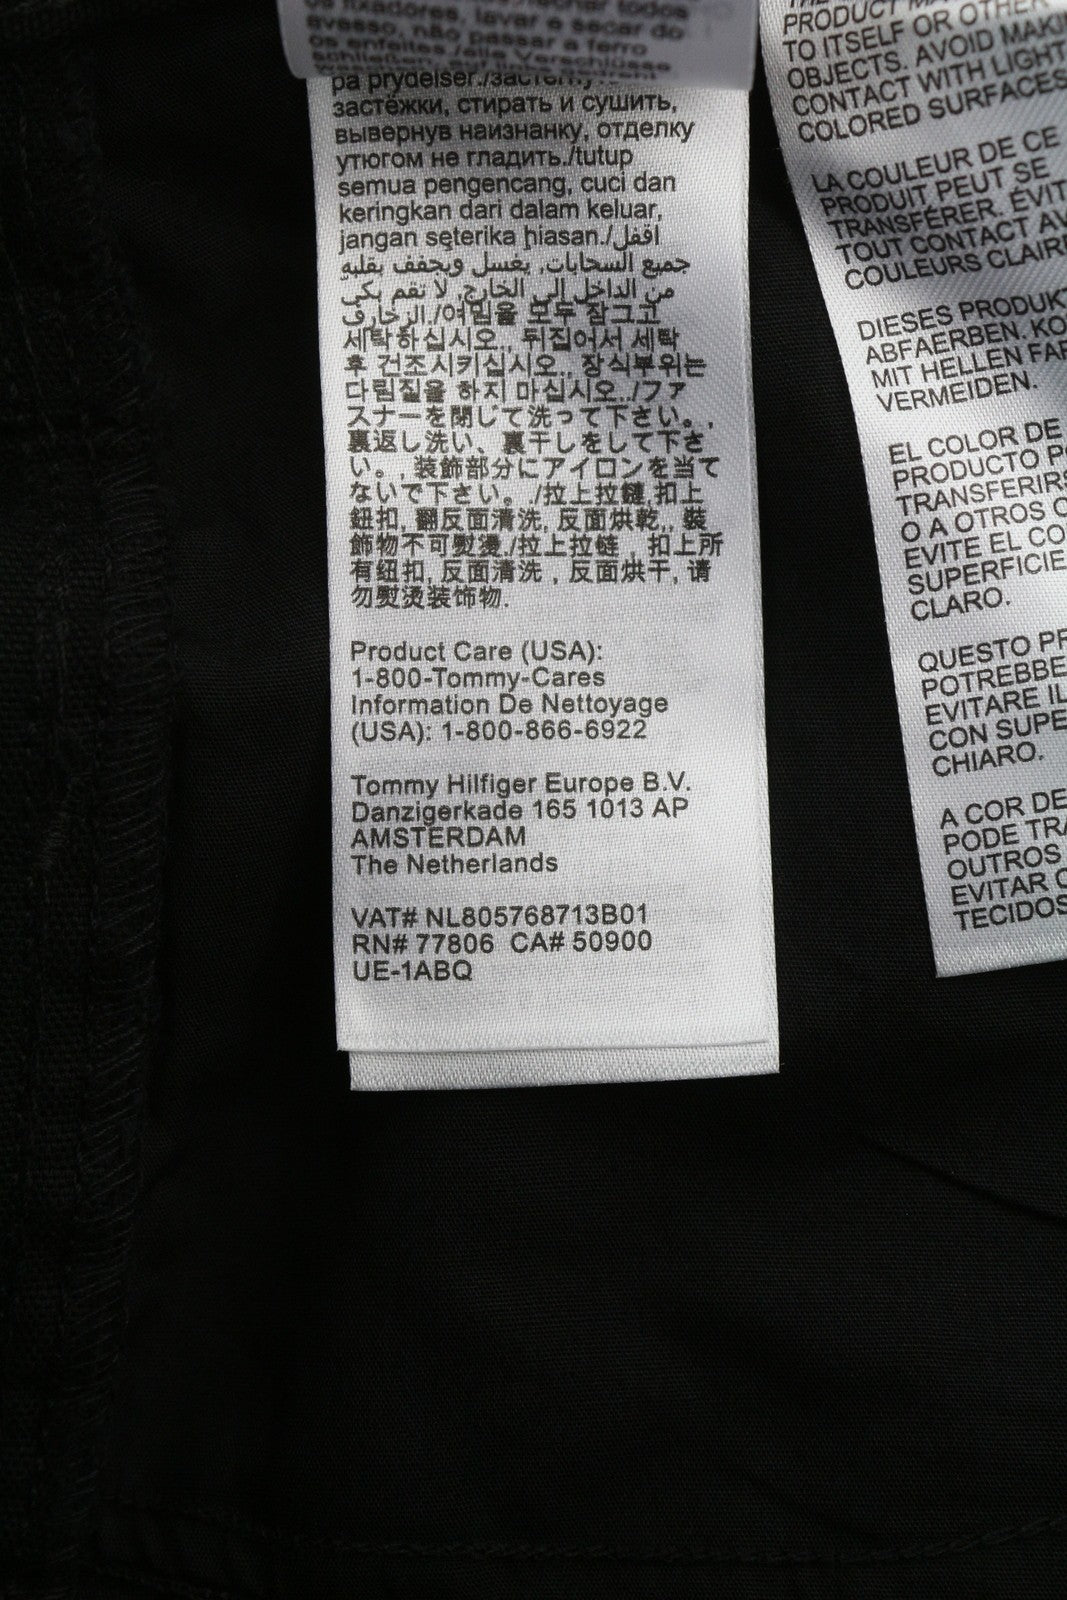 os fixadores, lavar e secar do
avesso, não passar a ferro
os enfeites./alle Verschlüsse
på prydelser./застегнуть
застёжки, стирать и сушить,
вывернув наизнанку, отделку
утюгом не гладить./tutup
semua pengencang, cuci dan
keringkan dari dalam keluar,
jangan seterika hiasan./اقفل
جميع السحابات, يغسل ويجفف بقلبه
من الداخل إلى الخارج, لا تقم بكي
الزخارف./여밈을 모두 잠그고
세탁하십시오., 뒤집어서 세탁
후 건조시키십시오., 장식부위는
다림질을 하지 마십시오./ファ
スナーを閉じて洗って下さい。,
裏返し洗い、裏干しをして下さ
い。, 装飾部分にアイロンを当て
ないで下さい。./拉上拉鏈,扣上
鈕扣, 翻反面清洗, 反面烘乾,, 裝
飾物不可熨燙./拉上拉链 , 扣上所
有纽扣, 反面清洗 , 反面烘干, 请
勿熨烫装饰物.
Product Care (USA):
1-800-Tommy-Cares
Information De Nettoyage
(USA): 1-800-866-6922
Tommy Hilfiger Europe B.V.
Danzigerkade 165 1013 AP
AMSTERDAM
The Netherlands
VAT# NL805768713B01
RN# 77806 CA# 50900
UE-1ABQ
PRODUCT
TO ITSELF OR OTHER
OBJECTS. AVOID
CONTACT WITH LIGHT
COLORED SURFACES
LA COULEUR DE CE
PRODUIT PEUT SE
TRANSFÉRER. ÉVIT
TOUT CONTACT AV
COULEURS CLAIR
DIESES PRODUK
ABFAERBEN. KO
MIT HELLEN FAR
VERMEIDEN.
EL COLOR DE
PRODUCTO P
TRANSFERIRS
O A OTROS O
EVITE EL CO
SUPERFICIE
CLARO.
QUESTO PR
POTREBBE
EVITARE IL
CON SUPE
CHIARO.
A COR DE
PODE TRA
OUTROS
EVITAR O
TECIDOS